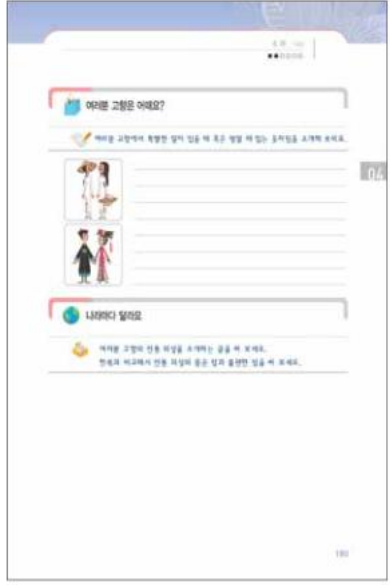 04
여러분 고향은 어때요?
여러분 고향에서 특별한 일이 있을 때 혹은 평일 때 입는 옷차림을 소개해 보세요.
나라마다 달라요
여러분 고향의 전통 의상을 소개하는 글을 써 보세요.
한복과 비교해서 전통 의상의 좋은 점과 불편한 점을 써 보세요.